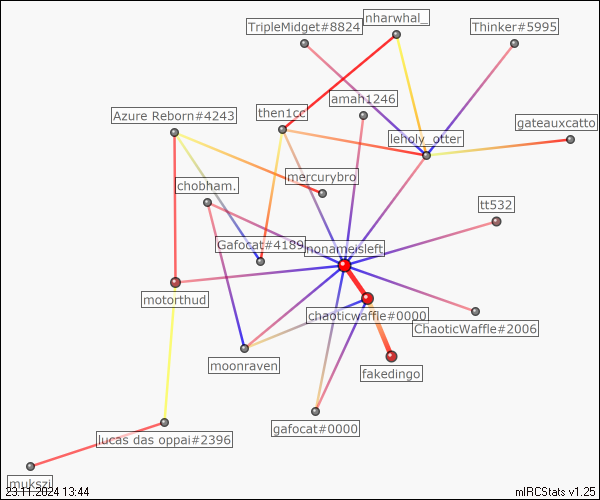 nharwhal_
TripleMidget#8824
Thinker#5995
amah1246
Azure Reborn#4243
then1cc
gateauxcatto
leholy_otter
mercurybro
chobham.
tt532
Gafocat#4189
nonameisleft
motorthud
chaoticwaffle#0000
ChaoticWaffle#2006
moonraven
fakedingo
gafocat#0000
lucas das oppai#2396
mukszi
23.11.2024 13:44
mIRCStats v1.25